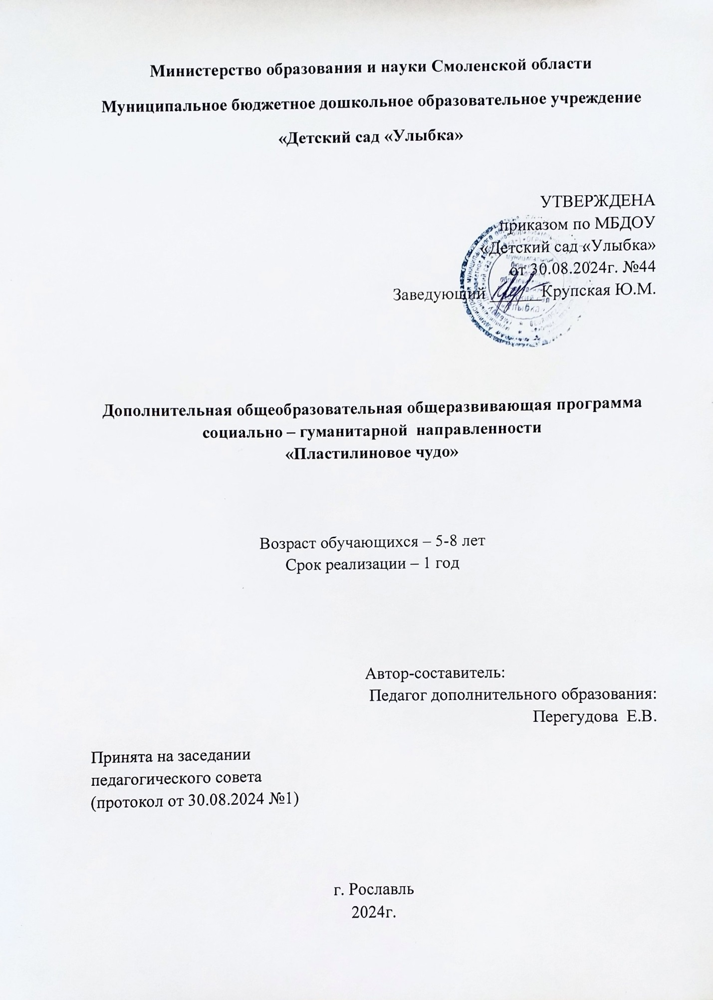 Министерство образования и науки Смоленской области
Муниципальное бюджетное дошкольное образовательное учреждение
«Детский сад «Улыбка»
УТВЕРЖДЕНА
приказом по МБДОУ
«Детский сад «Улыбка»
от 30.08.2024г. №44
Заведующий ______Крупская Ю.М.
Дополнительная общеобразовательная общеразвивающая программа
социально – гуманитарной направленности
«Пластилиновое чудо»
Возраст обучающихся – 5-8 лет
Срок реализации – 1 год
Автор-составитель:
Педагог дополнительного образования:
Перегудова Е.В.
Принята на заседании
педагогического совета
(протокол от 30.08.2024 №1)
г. Рославль
2024г.